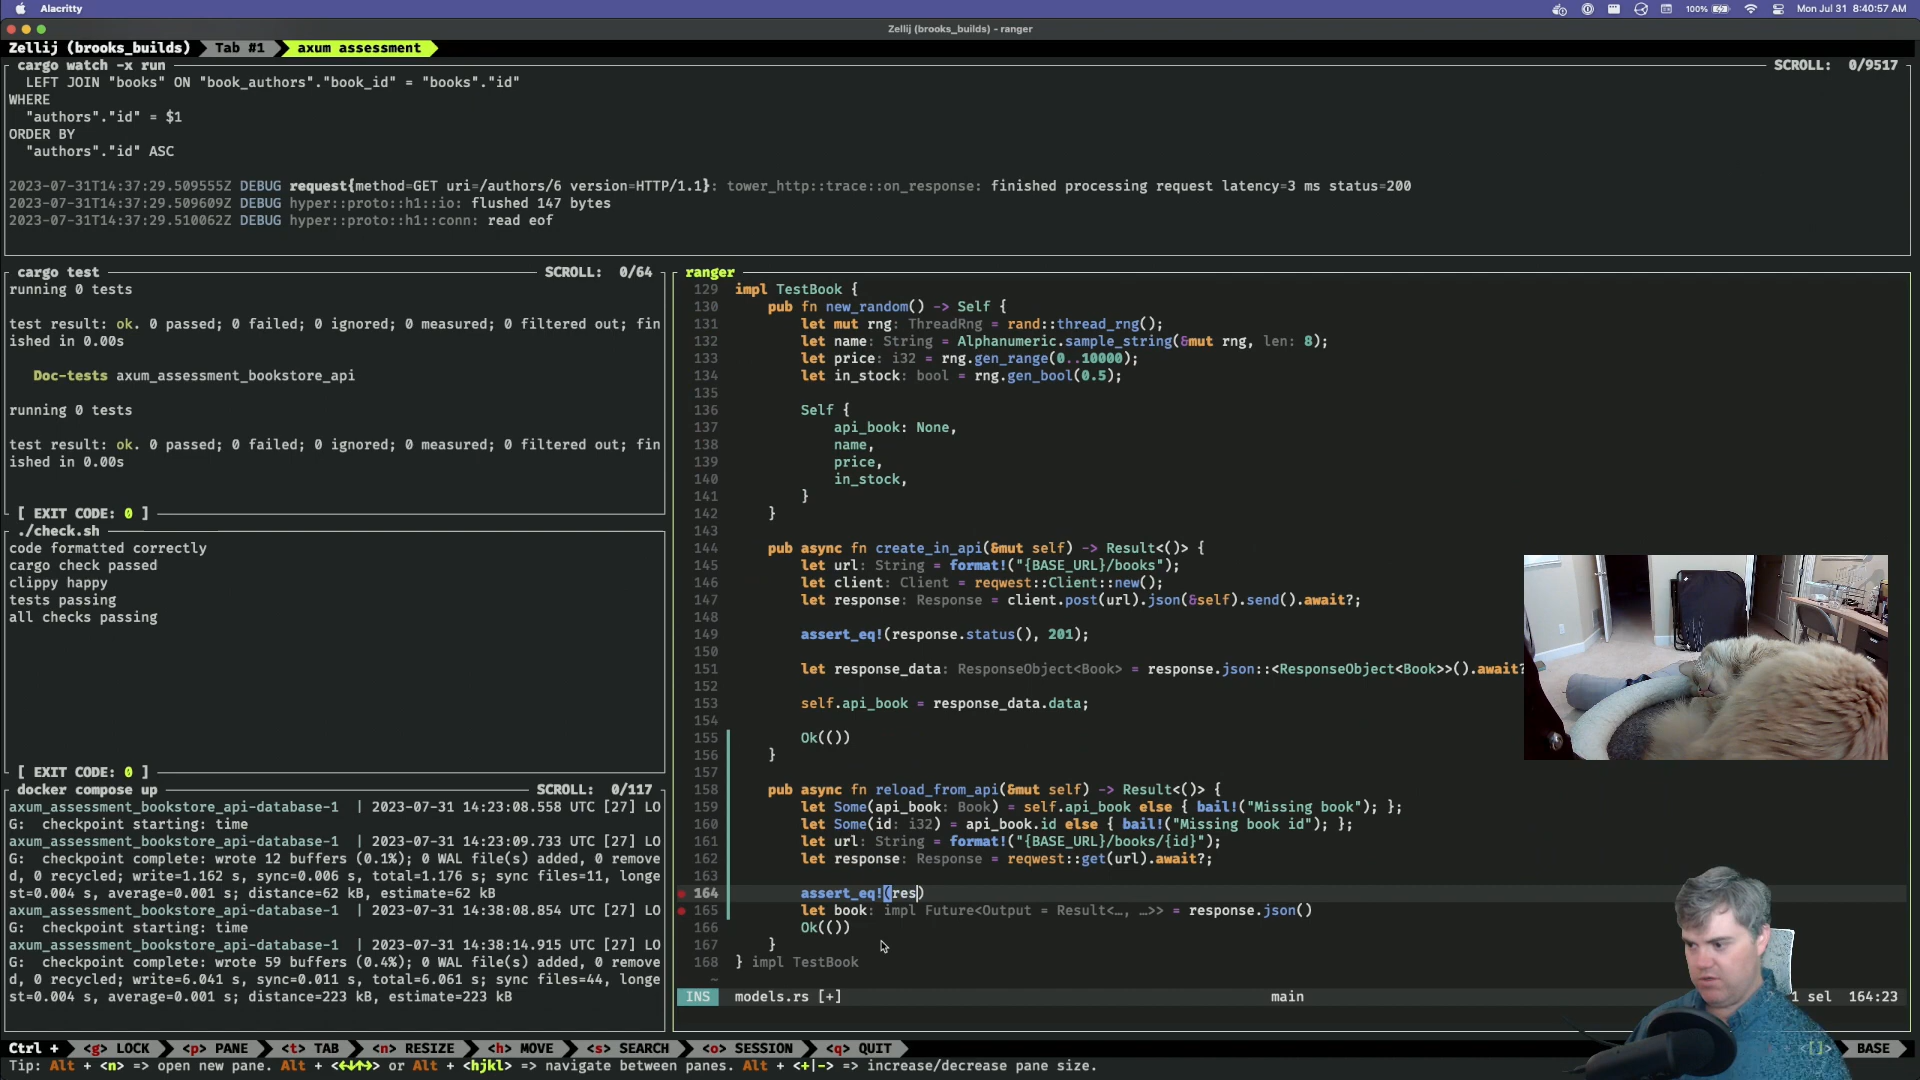 Alacritty
100%
Mon Jul 31 8:40:57 AM
Zellij (brooks_builds) - ranger
Zellij (brooks_builds) Tab #1 axum assessment
cargo watch -x run SCROLL: 0/9517
LEFT JOIN "books" ON "book_authors"."book_id" = "books"."id"
WHERE
"authors"."id" = $1
ORDER BY
"authors"."id" ASC
2023-07-31T14:37:29.509555Z DEBUG request{method=GET uri=/authors/6 version=HTTP/1.1}: tower_http::trace::on_response: finished processing request latency=3 ms status=200
2023-07-31T14:37:29.509609Z DEBUG hyper::proto::h1::io: flushed 147 bytes
2023-07-31T14:37:29.510062Z DEBUG hyper::proto::h1::conn: read eof
cargo test SCROLL: 0/64
running 0 tests
test result: ok. 0 passed; 0 failed; 0 ignored; 0 measured; 0 filtered out; fin
ished in 0.00s
Doc-tests axum_assessment_bookstore_api
running 0 tests
test result: ok. 0 passed; 0 failed; 0 ignored; 0 measured; 0 filtered out; fin
ished in 0.00s
[ EXIT CODE: 0 ]
./check.sh
code formatted correctly
cargo check passed
clippy happy
tests passing
all checks passing
[ EXIT CODE: 0 ]
docker compose up SCROLL: 0/117
axum_assessment_bookstore_api-database-1 | 2023-07-31 14:23:08.558 UTC [27] LO
G: checkpoint starting: time
axum_assessment_bookstore_api-database-1 | 2023-07-31 14:23:09.733 UTC [27] LO
G: checkpoint complete: wrote 12 buffers (0.1%); 0 WAL file(s) added, 0 remove
d, 0 recycled; write=1.162 s, sync=0.006 s, total=1.176 s; sync files=11, longe
st=0.004 s, average=0.001 s; distance=62 kB, estimate=62 kB
axum_assessment_bookstore_api-database-1 | 2023-07-31 14:38:08.854 UTC [27] LO
G: checkpoint starting: time
axum_assessment_bookstore_api-database-1 | 2023-07-31 14:38:14.915 UTC [27] LO
G: checkpoint complete: wrote 59 buffers (0.4%); 0 WAL file(s) added, 0 remove
d, 0 recycled; write=6.041 s, sync=0.011 s, total=6.061 s; sync files=44, longe
st=0.004 s, average=0.001 s; distance=223 kB, estimate=223 kB
ranger
129 impl TestBook {
130 pub fn new_random() -> Self {
131 let mut rng: ThreadRng = rand::thread_rng();
132 let name: String = Alphanumeric.sample_string(&mut rng, len: 8);
133 let price: i32 = rng.gen_range(0..10000);
134 let in_stock: bool = rng.gen_bool(0.5);
135
136 Self {
137 api_book: None,
138 name,
139 price,
140 in_stock,
141 }
142 }
143
144 pub async fn create_in_api(&mut self) -> Result<()> {
145 let url: String = format!("{BASE_URL}/books");
146 let client: Client = reqwest::Client::new();
147 let response: Response = client.post(url).json(&self).send().await?;
148
149 assert_eq!(response.status(), 201);
150
151 let response_data: ResponseObject<Book> = response.json::<ResponseObject<Book>>().await?
152
153 self.api_book = response_data.data;
154
155 Ok(())
156 }
157
158 pub async fn reload_from_api(&mut self) -> Result<()> {
159 let Some(api_book: Book) = self.api_book else { bail!("Missing book"); };
160 let Some(id: i32) = api_book.id else { bail!("Missing book id"); };
161 let url: String = format!("{BASE_URL}/books/{id}");
162 let response: Response = reqwest::get(url).await?;
163
164 assert_eq!(res)
165 let book: impl Future<Output = Result<…, …>> = response.json()
166 Ok(())
167 }
168 } impl TestBook
~
INS models.rs [+] main 1 sel 164:23
Ctrl + <g> LOCK <p> PANE <t> TAB <n> RESIZE <h> MOVE <s> SEARCH <o> SESSION <q> QUIT <[]> BASE
Tip: Alt + <n> => open new pane. Alt + <←↓↑→> or Alt + <hjkl> => navigate between panes. Alt + <+|-> => increase/decrease pane size.